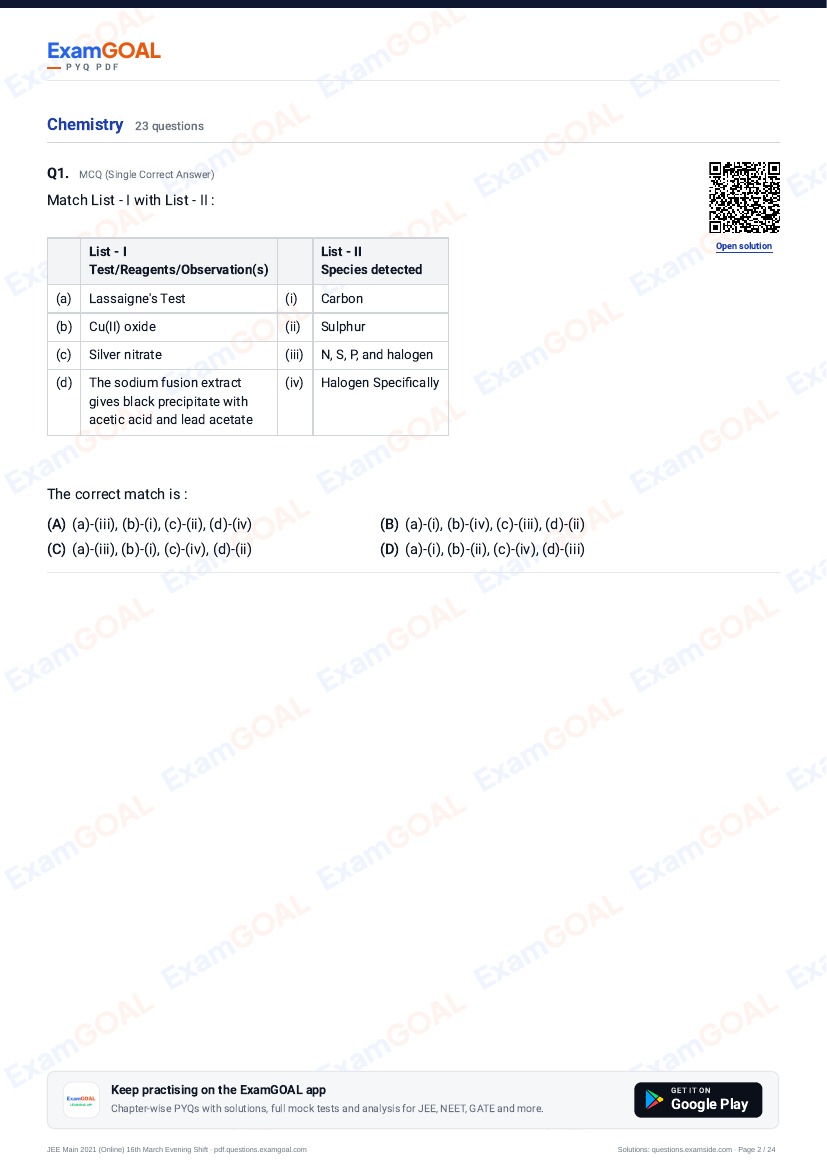 ExamGOAL
PYQ PDF
Chemistry 23 questions
Q1. MCQ (Single Correct Answer)
Match List - I with List - II :
Open solution
List - I List - II
Test/Reagents/Observation(s) Species detected
(a) Lassaigne's Test (i) Carbon
(b) Cu(II) oxide (ii) Sulphur
(c) Silver nitrate (iii) N, S, P, and halogen
(d) The sodium fusion extract (iv) Halogen Specifically
gives black precipitate with
acetic acid and lead acetate
The correct match is :
(A) (a)-(iii), (b)-(i), (c)-(ii), (d)-(iv) (B) (a)-(i), (b)-(iv), (c)-(iii), (d)-(ii)
(C) (a)-(iii), (b)-(i), (c)-(iv), (d)-(ii) (D) (a)-(i), (b)-(ii), (c)-(iv), (d)-(iii)
ExamGOAL
Keep practising on the ExamGOAL app
Chapter-wise PYQs with solutions, full mock tests and analysis for JEE, NEET, GATE and more.
GET IT ON
Google Play
JEE Main 2021 (Online) 16th March Evening Shift · pdf.questions.examgoal.com Solutions: questions.examside.com · Page 2 / 24